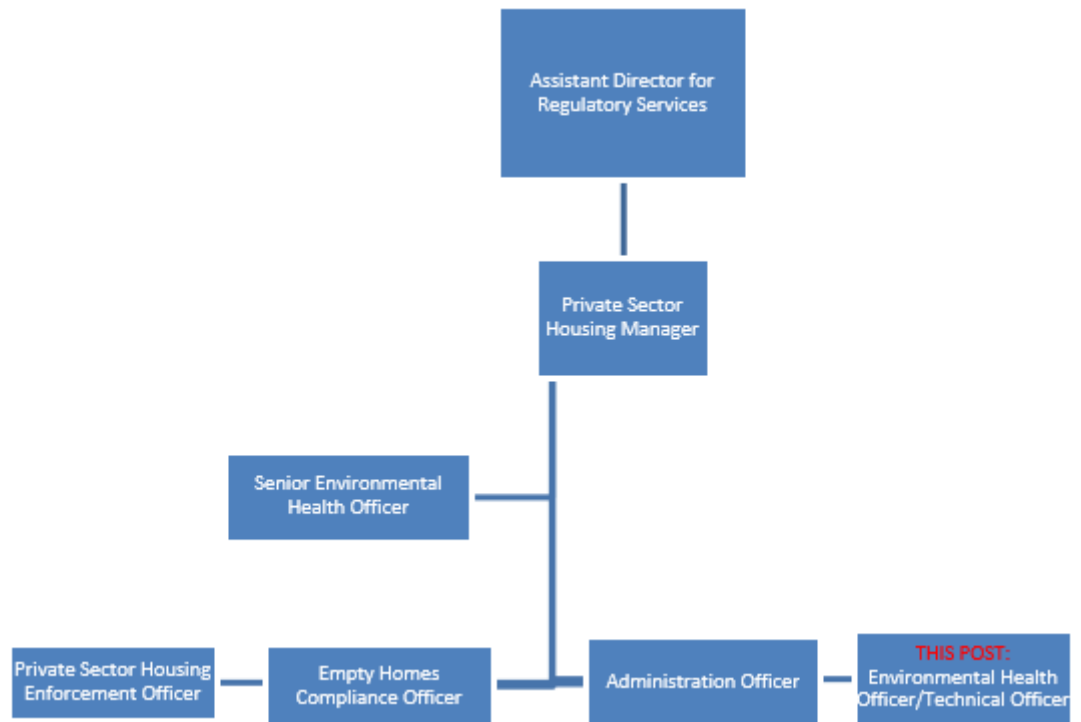 Assistant Director for
Regulatory Services
Private Sector
Housing Manager
Senior Environmental
Health Officer
Private Sector Housing
Enforcement Officer
Empty Homes
Compliance Officer
Administration Officer
THIS POST:
Environmental Health
Officer/Technical Officer